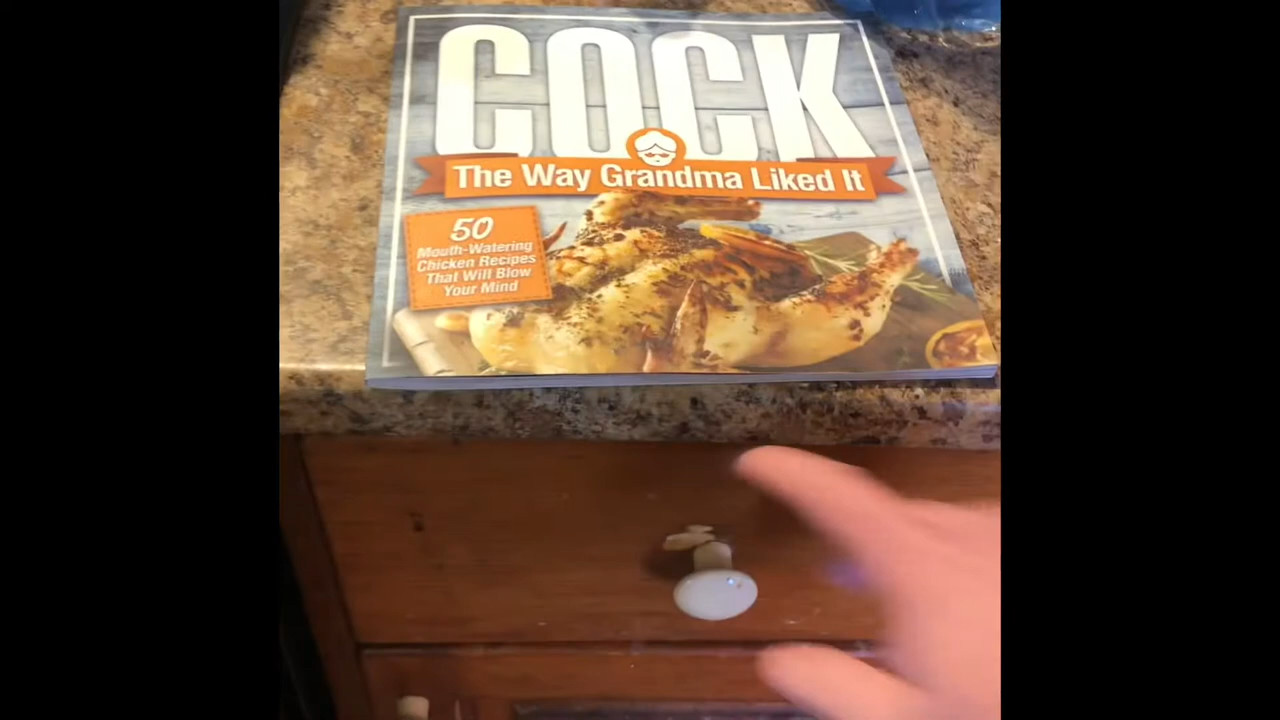 COCK
The Way Grandma Liked It
50
Mouth-Watering
Chicken Recipes
That Will Blow
Your Mind